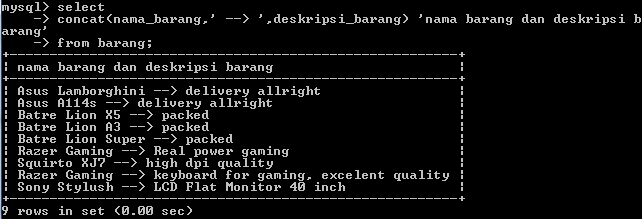 mysql> select
    -> concat(nama_barang,' --> ',deskripsi_barang) 'nama barang dan deskripsi b
arang'
    -> from barang;
+----------------------------------------------------+
| nama barang dan deskripsi barang                   |
+----------------------------------------------------+
| Asus Lamborghini --> delivery allright             |
| Asus A114s --> delivery allright                   |
| Batre Lion X5 --> packed                           |
| Batre Lion A3 --> packed                           |
| Batre Lion Super --> packed                        |
| Razer Gaming --> Real power gaming                 |
| Squirto XJ7 --> high dpi quality                   |
| Razer Gaming --> keyboard for gaming, excelent quality |
| Sony Stylush --> LCD Flat Monitor 40 inch          |
+----------------------------------------------------+
9 rows in set (0.00 sec)